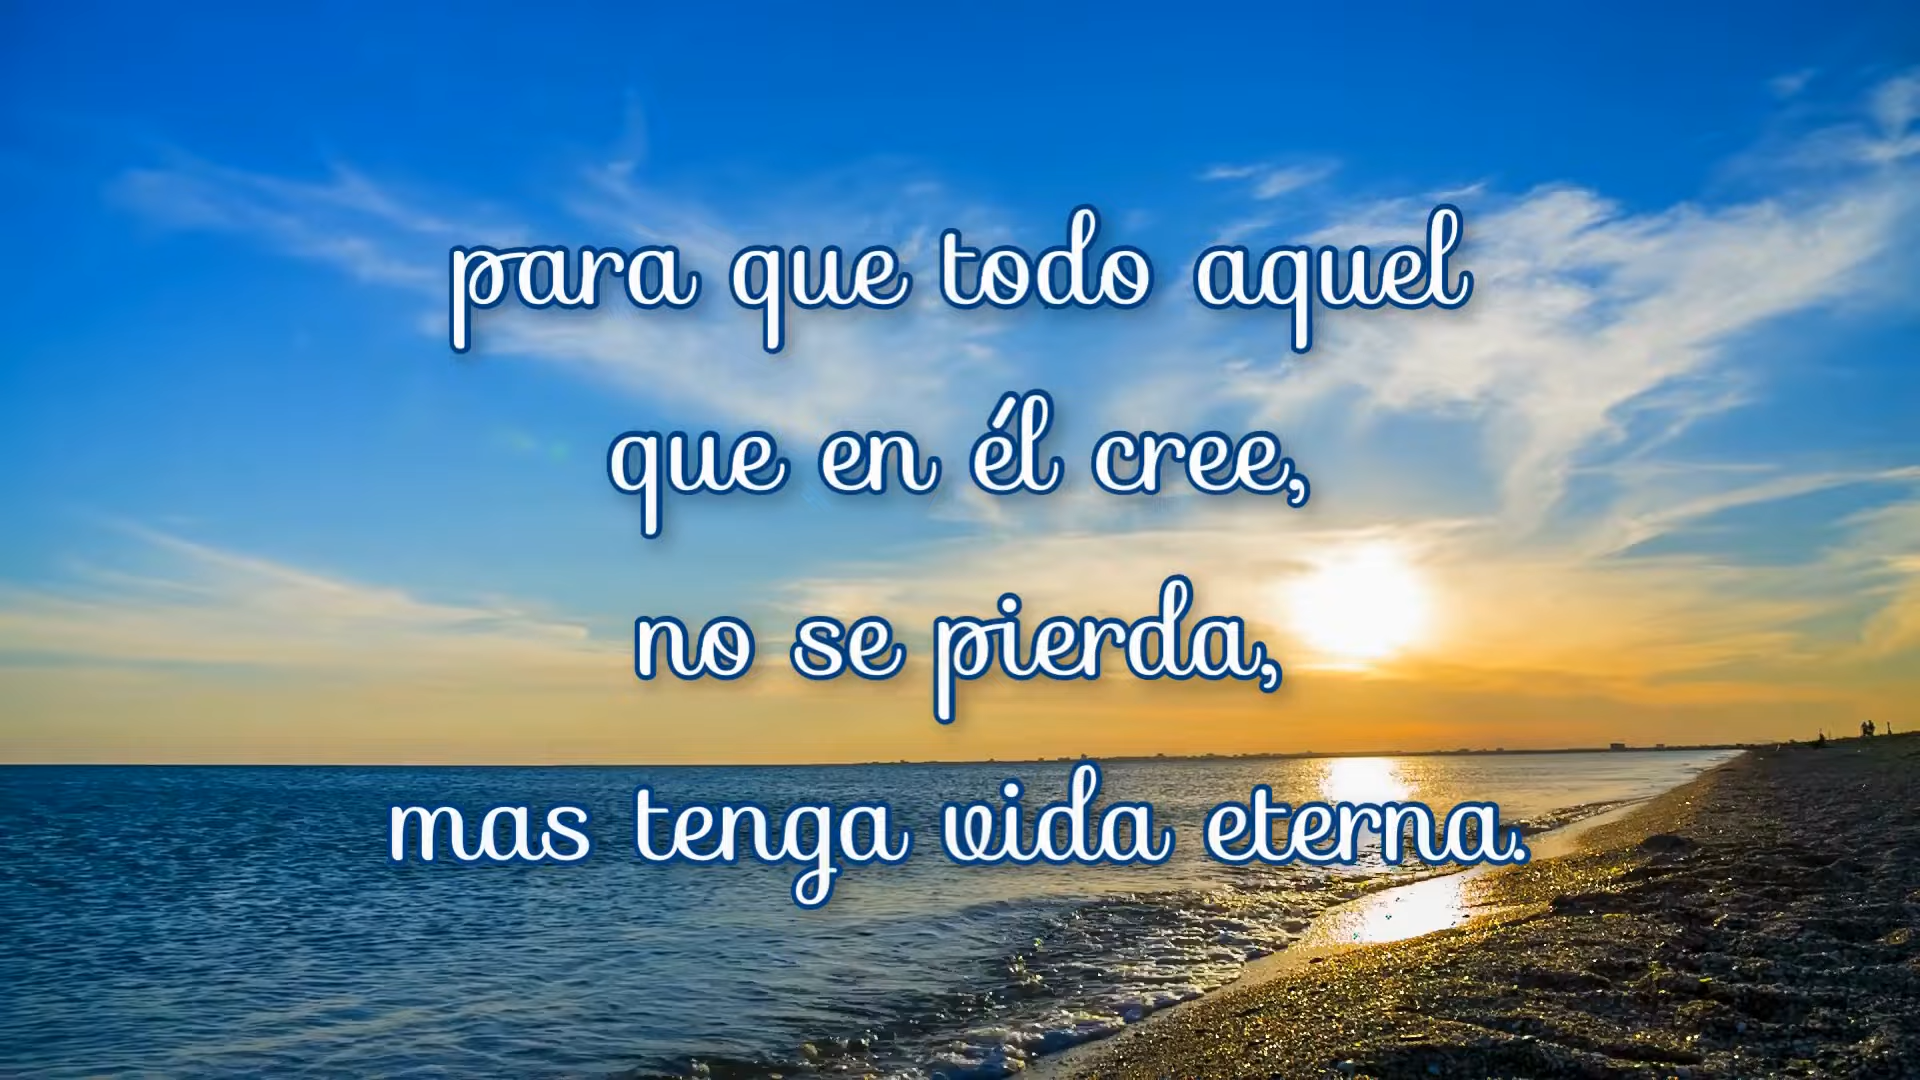 para que todo aquel
que en él cree,
no se pierda,
mas tenga vida eterna.